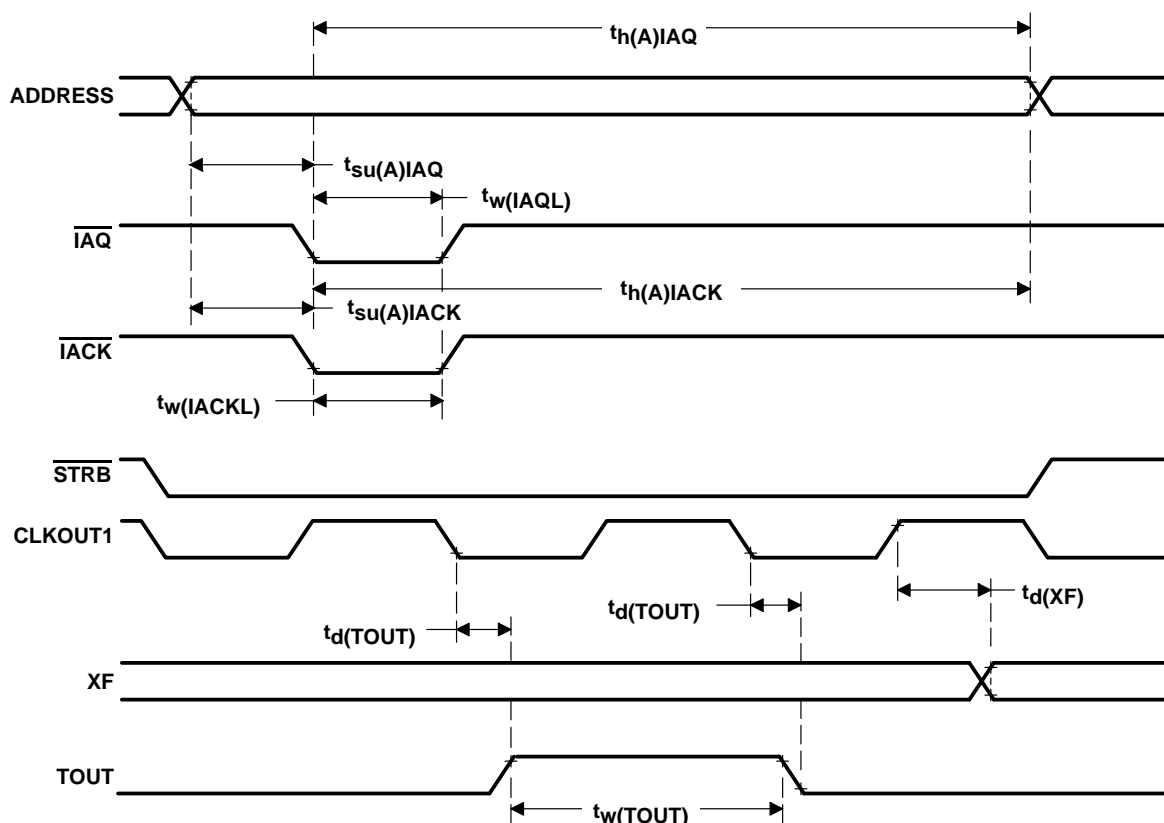 th(A)IAQ
ADDRESS
tsu(A)IAQ
tw(IAQL)
IAQ
th(A)IACK
tsu(A)IACK
IACK
tw(IACKL)
STRB
CLKOUT1
td(TOUT)
td(TOUT)
td(XF)
XF
TOUT
tw(TOUT)